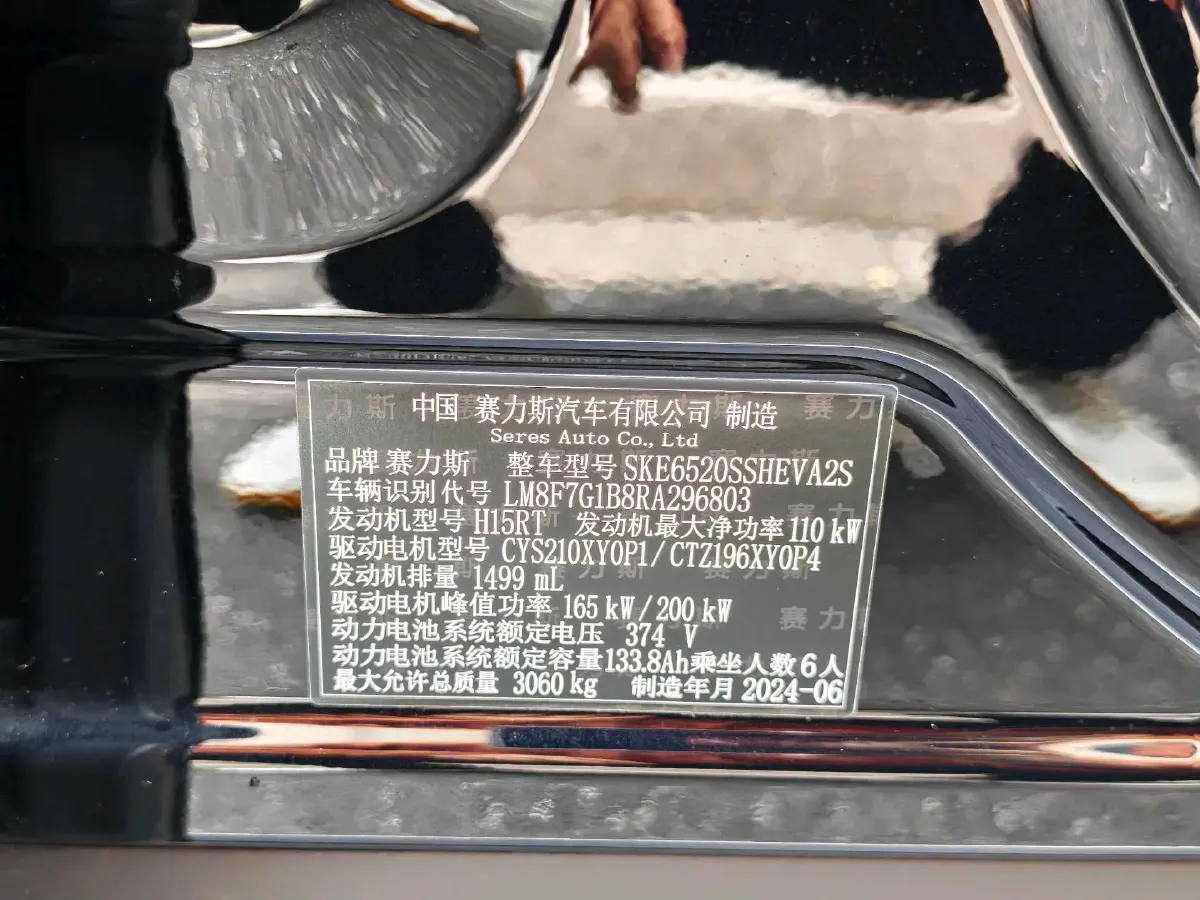 中国 赛力斯汽车有限公司 制造
Seres Auto Co., Ltd
品牌 赛力斯 整车型号 SKE6520SSHEVA2S
车辆识别代号 LM8F7G1B8RA296803
发动机型号 H15RT 发动机最大净功率 110 kW
驱动电机型号 CYS210XY0P1/CTZ196XY0P4
发动机排量 1499 mL
驱动电机峰值功率 165 kW/200 kW
动力电池系统额定电压 374 V
动力电池系统额定容量133.8Ah乘坐人数6人
最大允许总质量 3060 kg 制造年月 2024-06